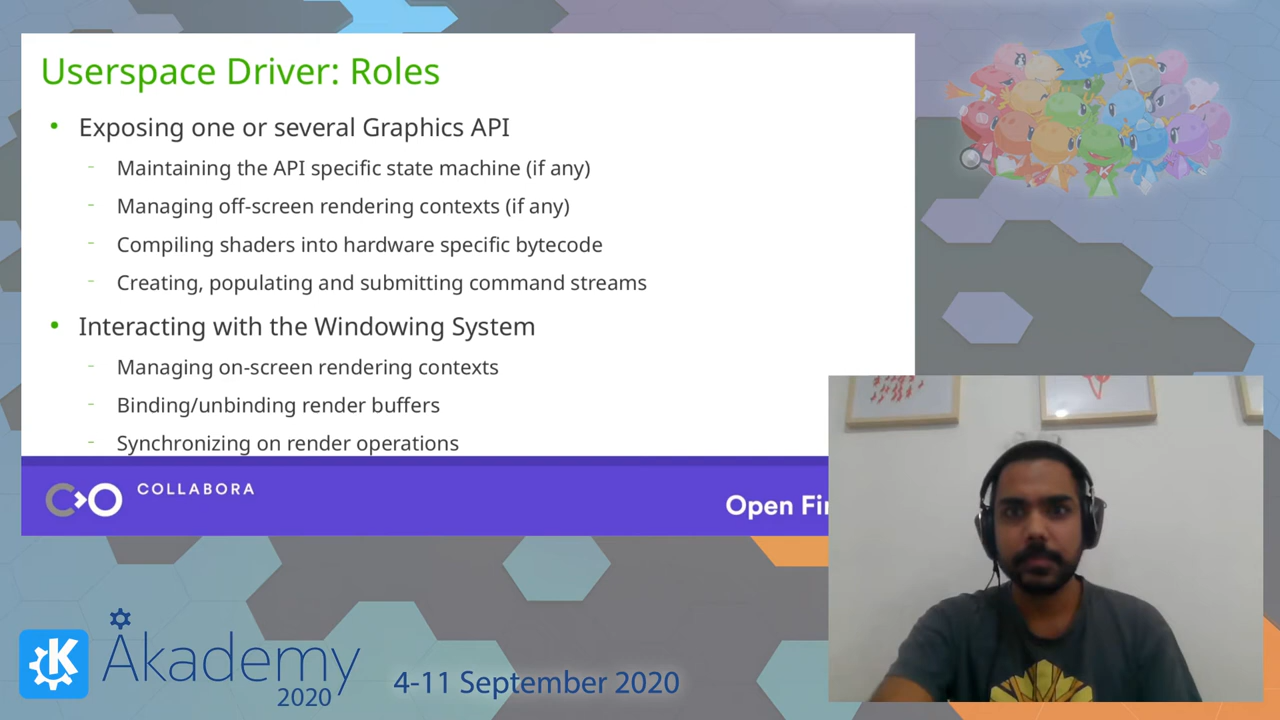 Userspace Driver: Roles
• Exposing one or several Graphics API
- Maintaining the API specific state machine (if any)
- Managing off-screen rendering contexts (if any)
- Compiling shaders into hardware specific bytecode
- Creating, populating and submitting command streams
• Interacting with the Windowing System
- Managing on-screen rendering contexts
- Binding/unbinding render buffers
- Synchronizing on render operations
COLLABORA
Open
K
Akademy
2020
4-11 September 2020